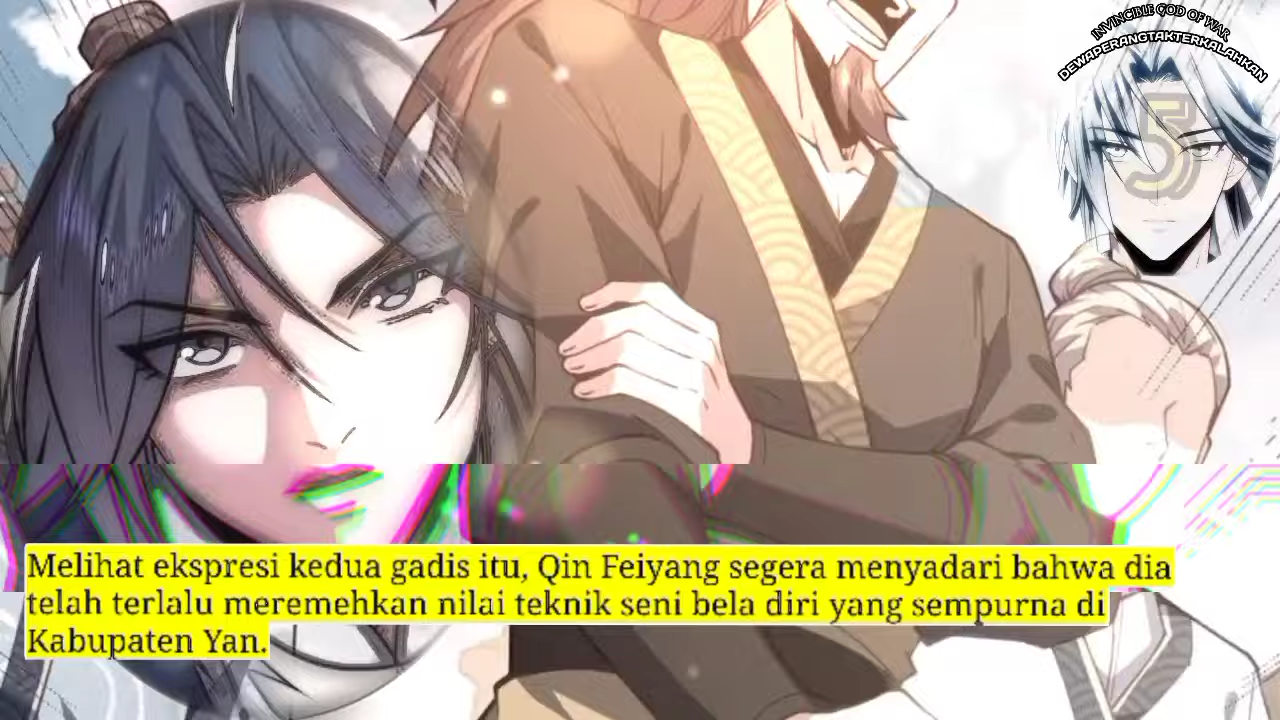 INVINCIBLE GOD OF WAR
DEWAPERANGTAKTERKALAHKAN
5
Melihat ekspresi kedua gadis itu, Qin Feiyang segera menyadari bahwa dia
telah terlalu meremehkan nilai teknik seni bela diri yang sempurna di
Kabupaten Yan.